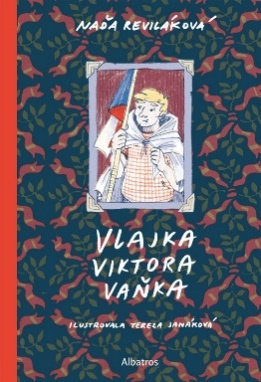 NAĎA REVILÁKOVÁ
VLAJKA
VIKTORA
VAŇKA
ILUSTROVALA TEREZA JANÁKOVÁ
Albatros